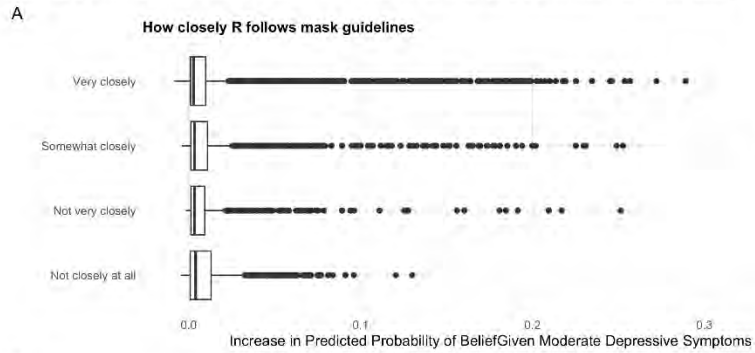 A
How closely R follows mask guidelines
Very closely
Somewhat closely
Not very closely
Not closely at all
0.0 0.1 0.2 0.3
Increase in Predicted Probability of BeliefGiven Moderate Depressive Symptoms